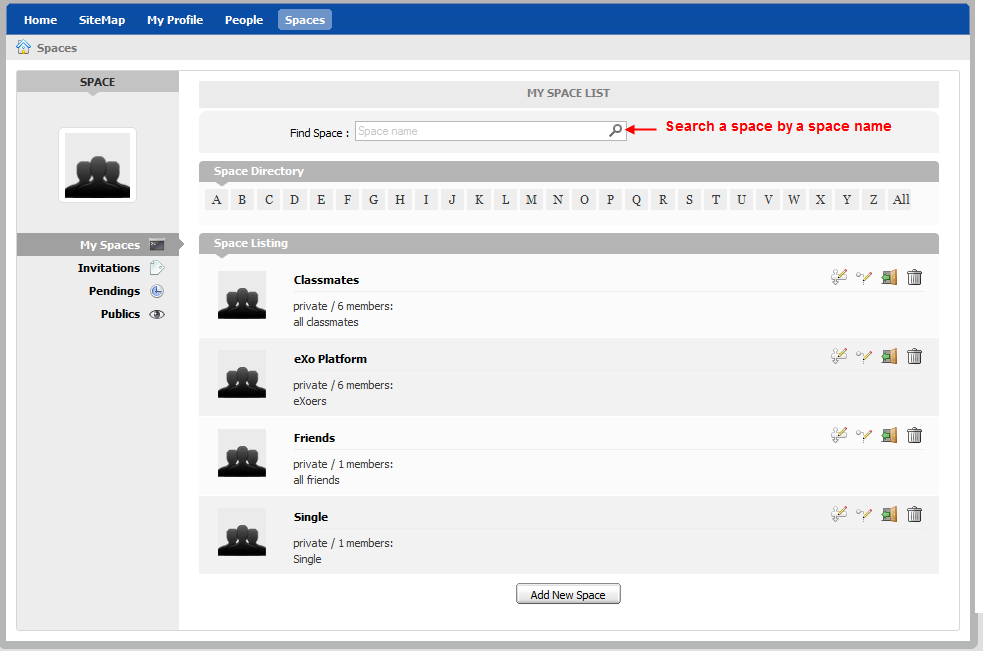 Home SiteMap My Profile People Spaces
Spaces
SPACE
My Spaces
Invitations
Pendings
Publics
MY SPACE LIST
Find Space : Space name Search a space by a space name
Space Directory
A B C D E F G H I J K L M N O P Q R S T U V W X Y Z All
Space Listing
Classmates
private / 6 members:
all classmates
eXo Platform
private / 6 members:
eXoers
Friends
private / 1 members:
all friends
Single
private / 1 members:
Single
Add New Space